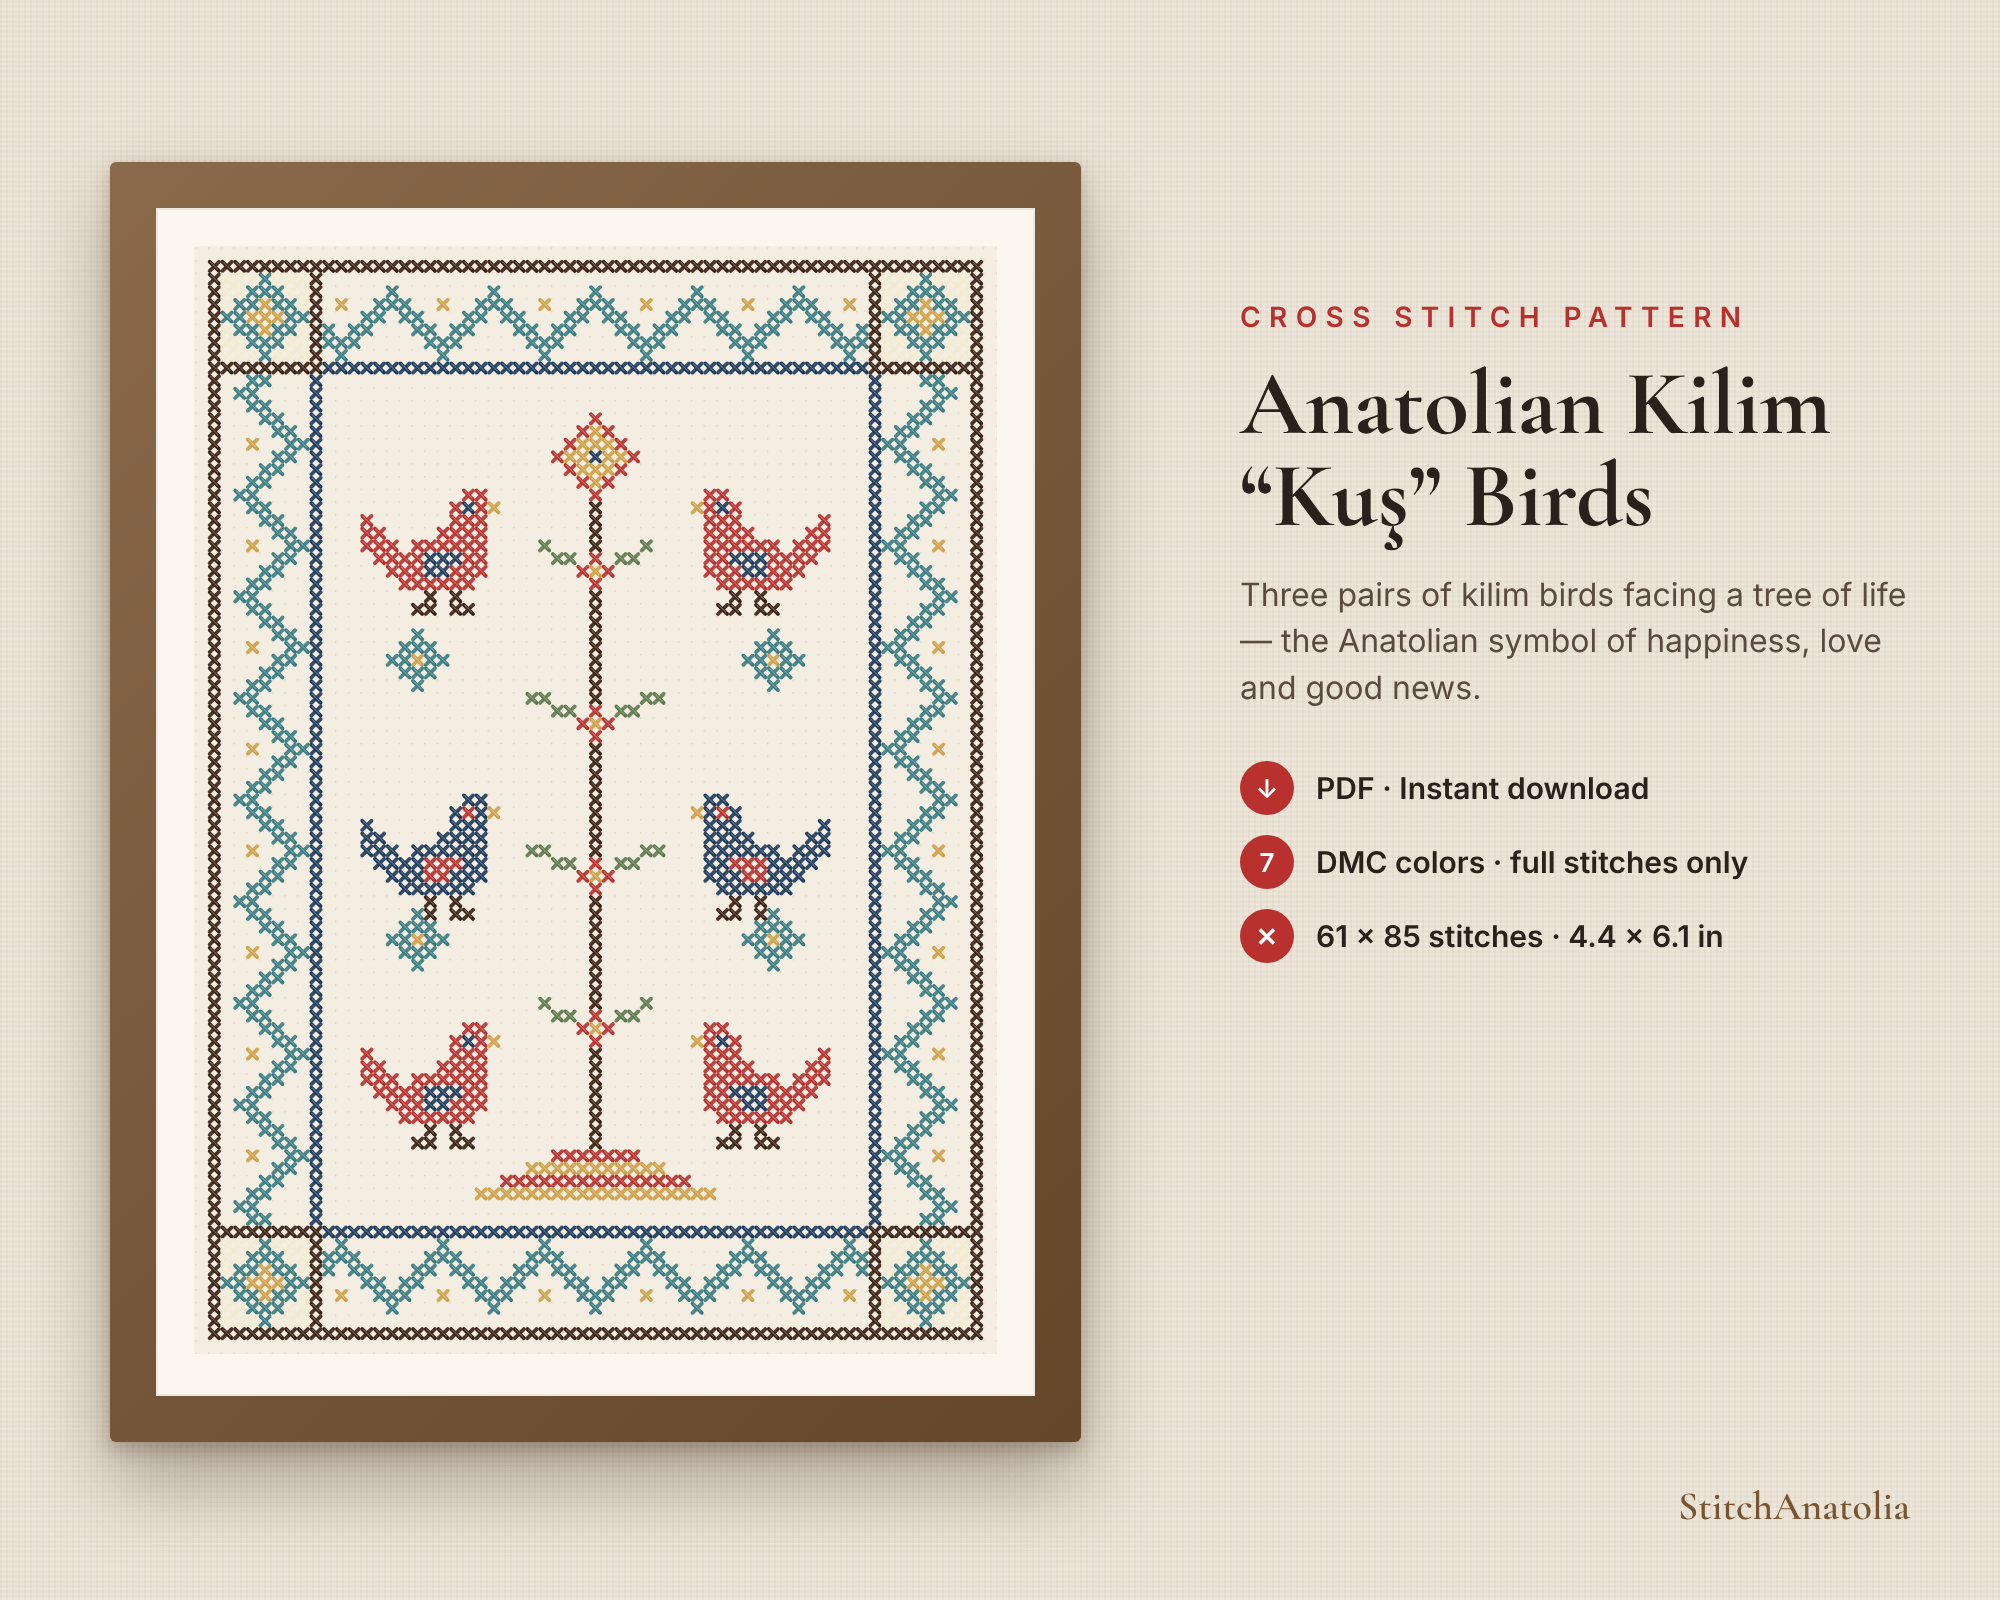 CROSS STITCH PATTERN
Anatolian Kilim
“Kuş” Birds
Three pairs of kilim birds facing a tree of life
— the Anatolian symbol of happiness, love
and good news.
PDF · Instant download
7 DMC colors · full stitches only
61 × 85 stitches · 4.4 × 6.1 in
StitchAnatolia